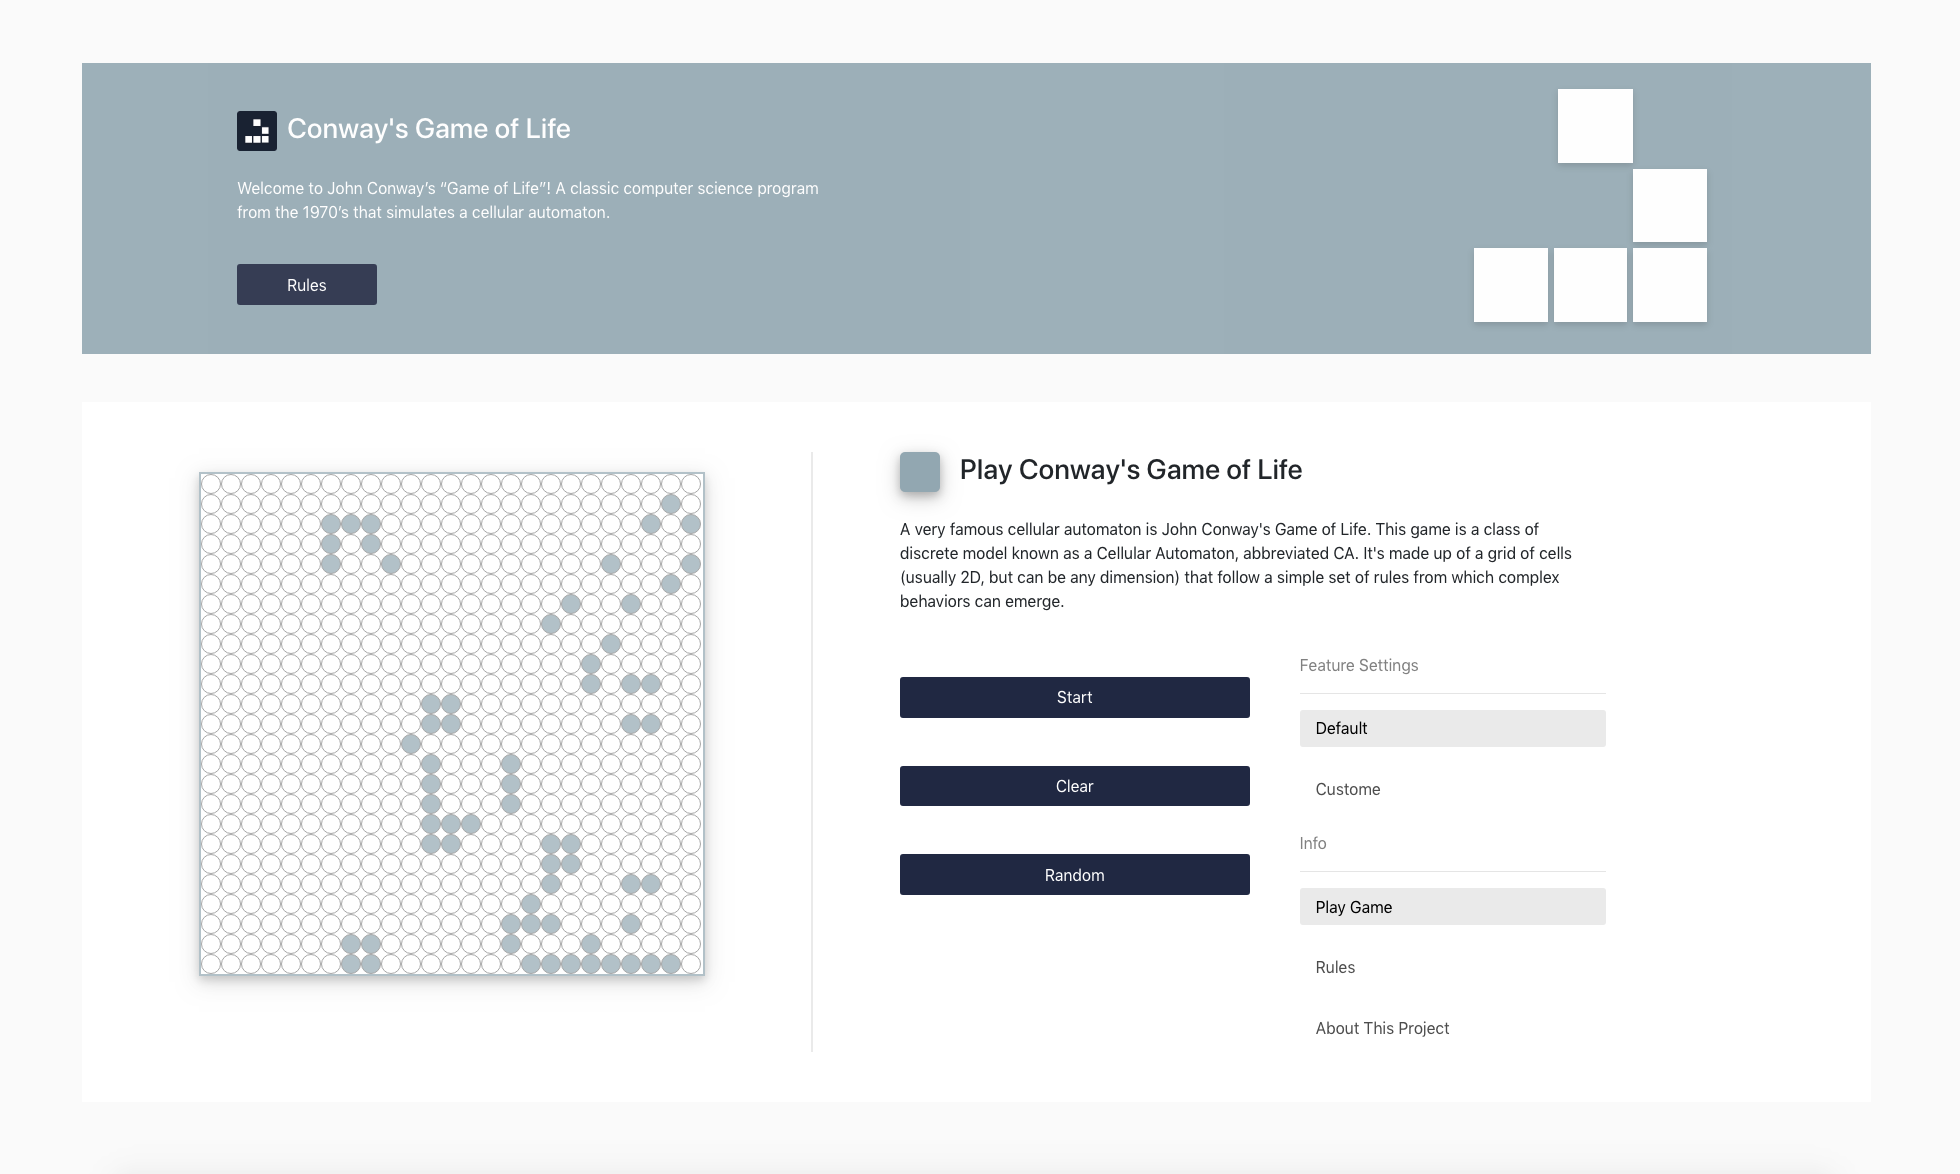 Conway's Game of Life
Welcome to John Conway’s “Game of Life”! A classic computer science program
from the 1970’s that simulates a cellular automaton.
Rules
Play Conway's Game of Life
A very famous cellular automaton is John Conway's Game of Life. This game is a class of
discrete model known as a Cellular Automaton, abbreviated CA. It's made up of a grid of cells
(usually 2D, but can be any dimension) that follow a simple set of rules from which complex
behaviors can emerge.
Start
Clear
Random
Feature Settings
Default
Custome
Info
Play Game
Rules
About This Project